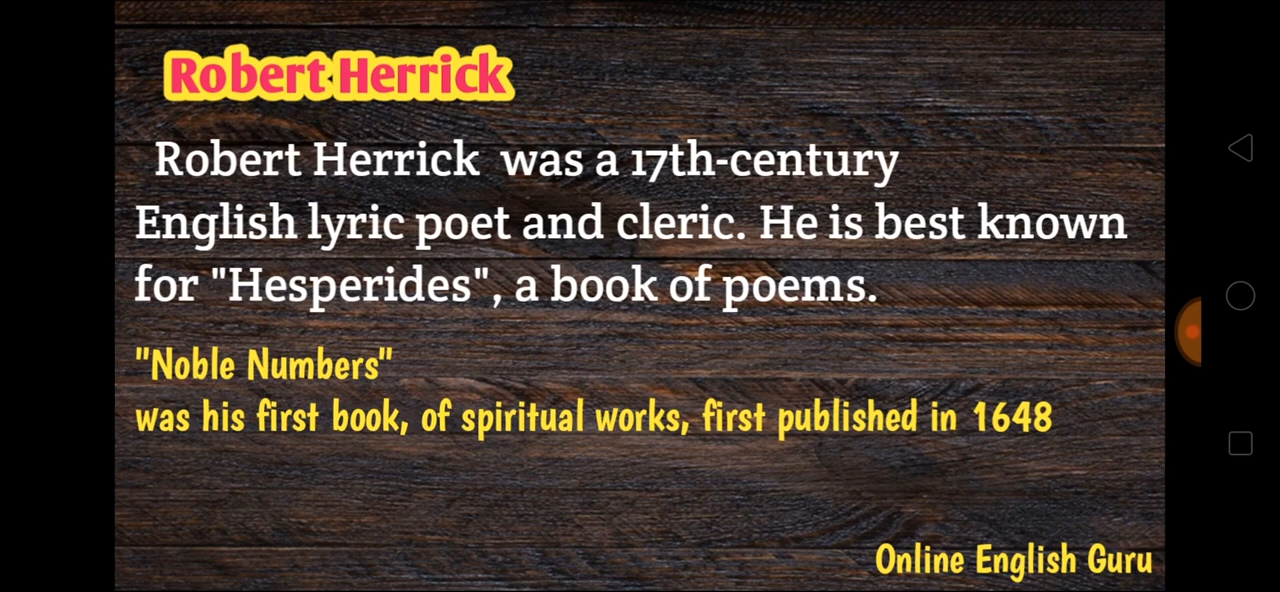 Robert Herrick
Robert Herrick was a 17th-century
English lyric poet and cleric. He is best known
for "Hesperides", a book of poems.
"Noble Numbers"
was his first book, of spiritual works, first published in 1648
Online English Guru